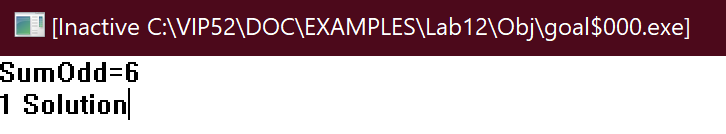 [Inactive C:\VIP52\DOC\EXAMPLES\Lab12\Obj\goal$000.exe]
SumOdd=6
1 Solution